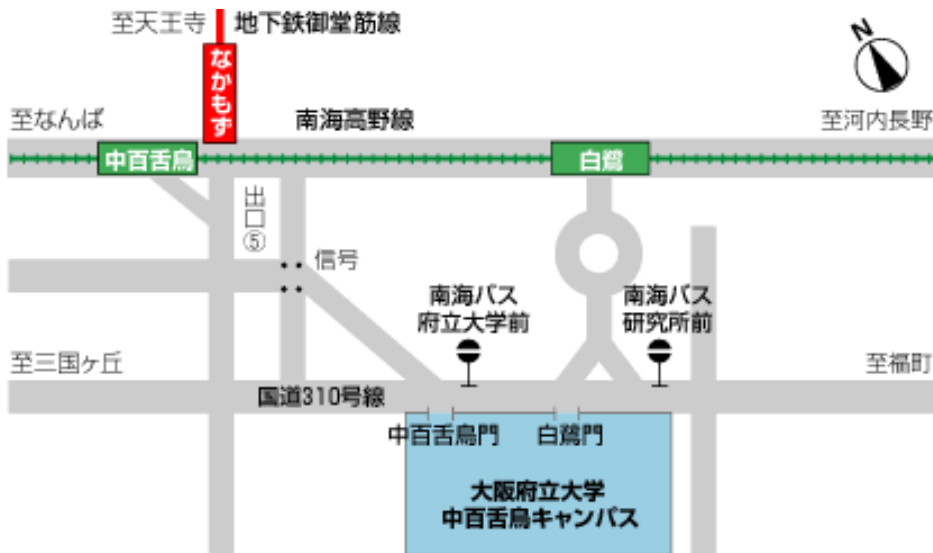 至天王寺
地下鉄御堂筋線
N
なかもず
至なんば
南海高野線
至河内長野
中百舌鳥
白鷺
出口⑤
信号
南海バス
府立大学前
南海バス
研究所前
至三国ヶ丘
至福町
国道310号線
中百舌鳥門
白鷺門
大阪府立大学
中百舌鳥キャンパス